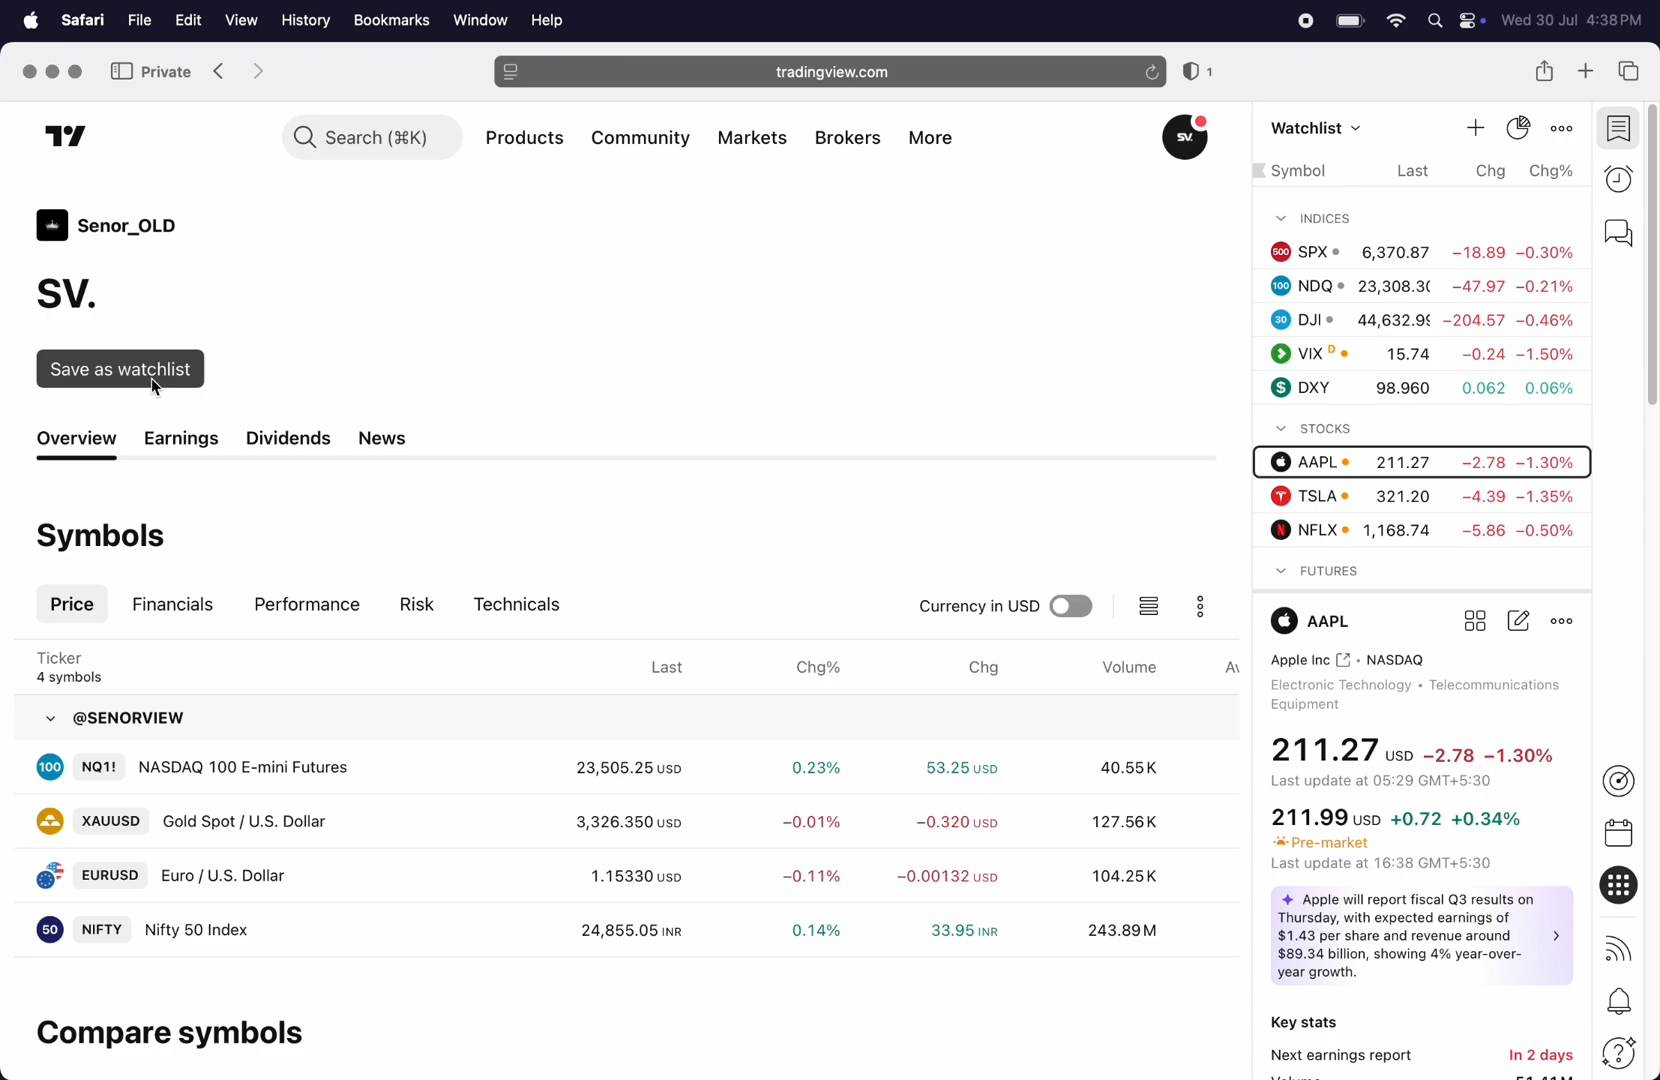 Safari File Edit View History Bookmarks Window Help Wed 30 Jul 4:38 PM
Private tradingview.com 1
Search (⌘K) Products Community Markets Brokers More SV.
Senor_OLD
SV.
Save as watchlist
Overview Earnings Dividends News
Symbols
Price Financials Performance Risk Technicals Currency in USD
Ticker Last Chg% Chg Volume
4 symbols
@SENORVIEW
100 NQ1! NASDAQ 100 E-mini Futures 23,505.25 USD 0.23% 53.25 USD 40.55 K
XAUUSD Gold Spot / U.S. Dollar 3,326.350 USD −0.01% −0.320 USD 127.56 K
EURUSD Euro / U.S. Dollar 1.15330 USD −0.11% −0.00132 USD 104.25 K
50 NIFTY Nifty 50 Index 24,855.05 INR 0.14% 33.95 INR 243.89 M
Compare symbols
Watchlist
Symbol Last Chg Chg%
INDICES
500 SPX 6,370.87 −18.89 −0.30%
100 NDQ 23,308.30 −47.97 −0.21%
30 DJI 44,632.99 −204.57 −0.46%
VIX D 15.74 −0.24 −1.50%
$ DXY 98.960 0.062 0.06%
STOCKS
AAPL 211.27 −2.78 −1.30%
TSLA 321.20 −4.39 −1.35%
NFLX 1,168.74 −5.86 −0.50%
FUTURES
AAPL
Apple Inc • NASDAQ
Electronic Technology • Telecommunications
Equipment
211.27 USD −2.78 −1.30%
Last update at 05:29 GMT+5:30
211.99 USD +0.72 +0.34%
Pre-market
Last update at 16:38 GMT+5:30
Apple will report fiscal Q3 results on
Thursday, with expected earnings of
$1.43 per share and revenue around
$89.34 billion, showing 4% year-over-
year growth.
Key stats
Next earnings report In 2 days